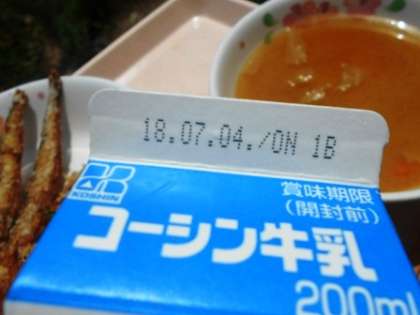 18.07.04./ON 1B
KOSHIN
賞味期限
(開封前)
コーシン牛乳
200ml